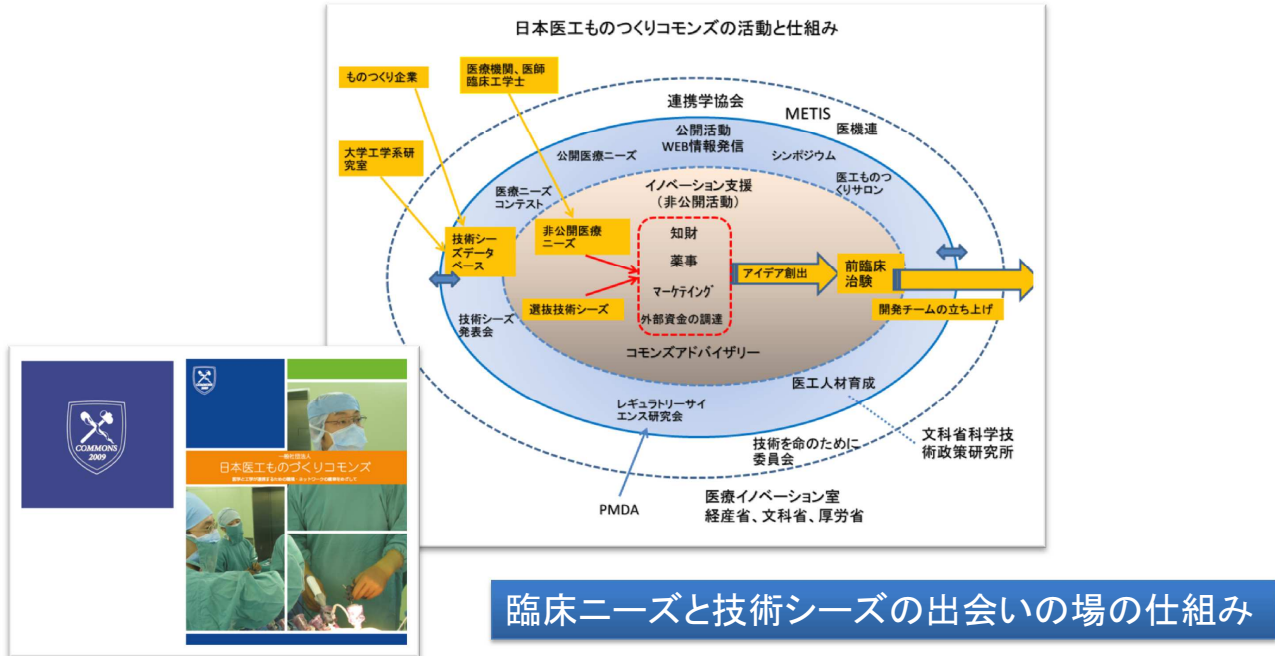 日本医工ものつくりコモンズの活動と仕組み
ものつくり企業
医療機関、医師
臨床工学士
大学工学系研
究室
連携学協会
METIS
医機連
公開活動
WEB情報発信
公開医療ニーズ
シンポジウム
医療ニーズ
コンテスト
医工ものつ
くりサロン
イノベーション支援
（非公開活動）
技術シー
ズデータ
ベース
非公開医療
ニーズ
選抜技術シーズ
知財
薬事
マーケテイング
外部資金の調達
アイデア創出
前臨床
治験
開発チームの立ち上げ
技術シーズ
発表会
コモンズアドバイザリー
医工人材育成
レギュラトリーサイ
エンス研究会
技術を命のために
委員会
文科省科学技
術政策研究所
PMDA
医療イノベーション室
経産省、文科省、厚労省
COMMONS
2009
一般社団法人
日本医工ものづくりコモンズ
臨床ニーズと技術シーズの出会いの場の仕組み